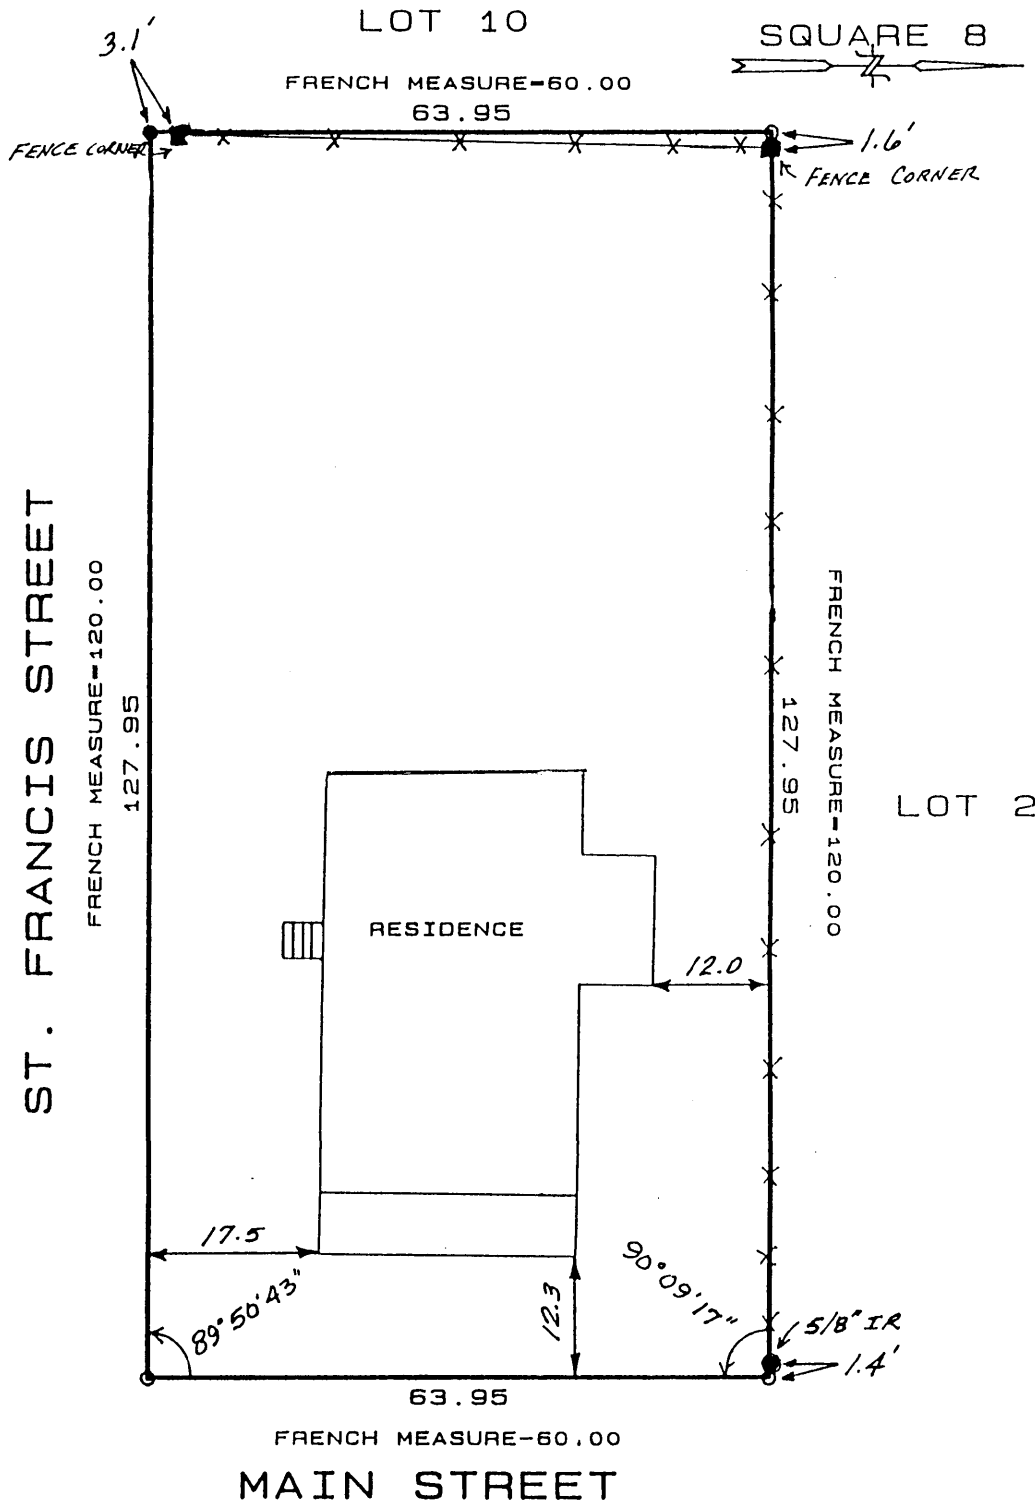 LOT 10
SQUARE 8
3.1'
FRENCH MEASURE-60.00
63.95
FENCE CORNER
1.6'
FENCE CORNER
ST. FRANCIS STREET
FRENCH MEASURE-120.00
127.95
127.95
FRENCH MEASURE-120.00
LOT 2
RESIDENCE
12.0
17.5
89°50'43"
12.3
90°09'17"
5/8" IR
1.4'
63.95
FRENCH MEASURE-60.00
MAIN STREET